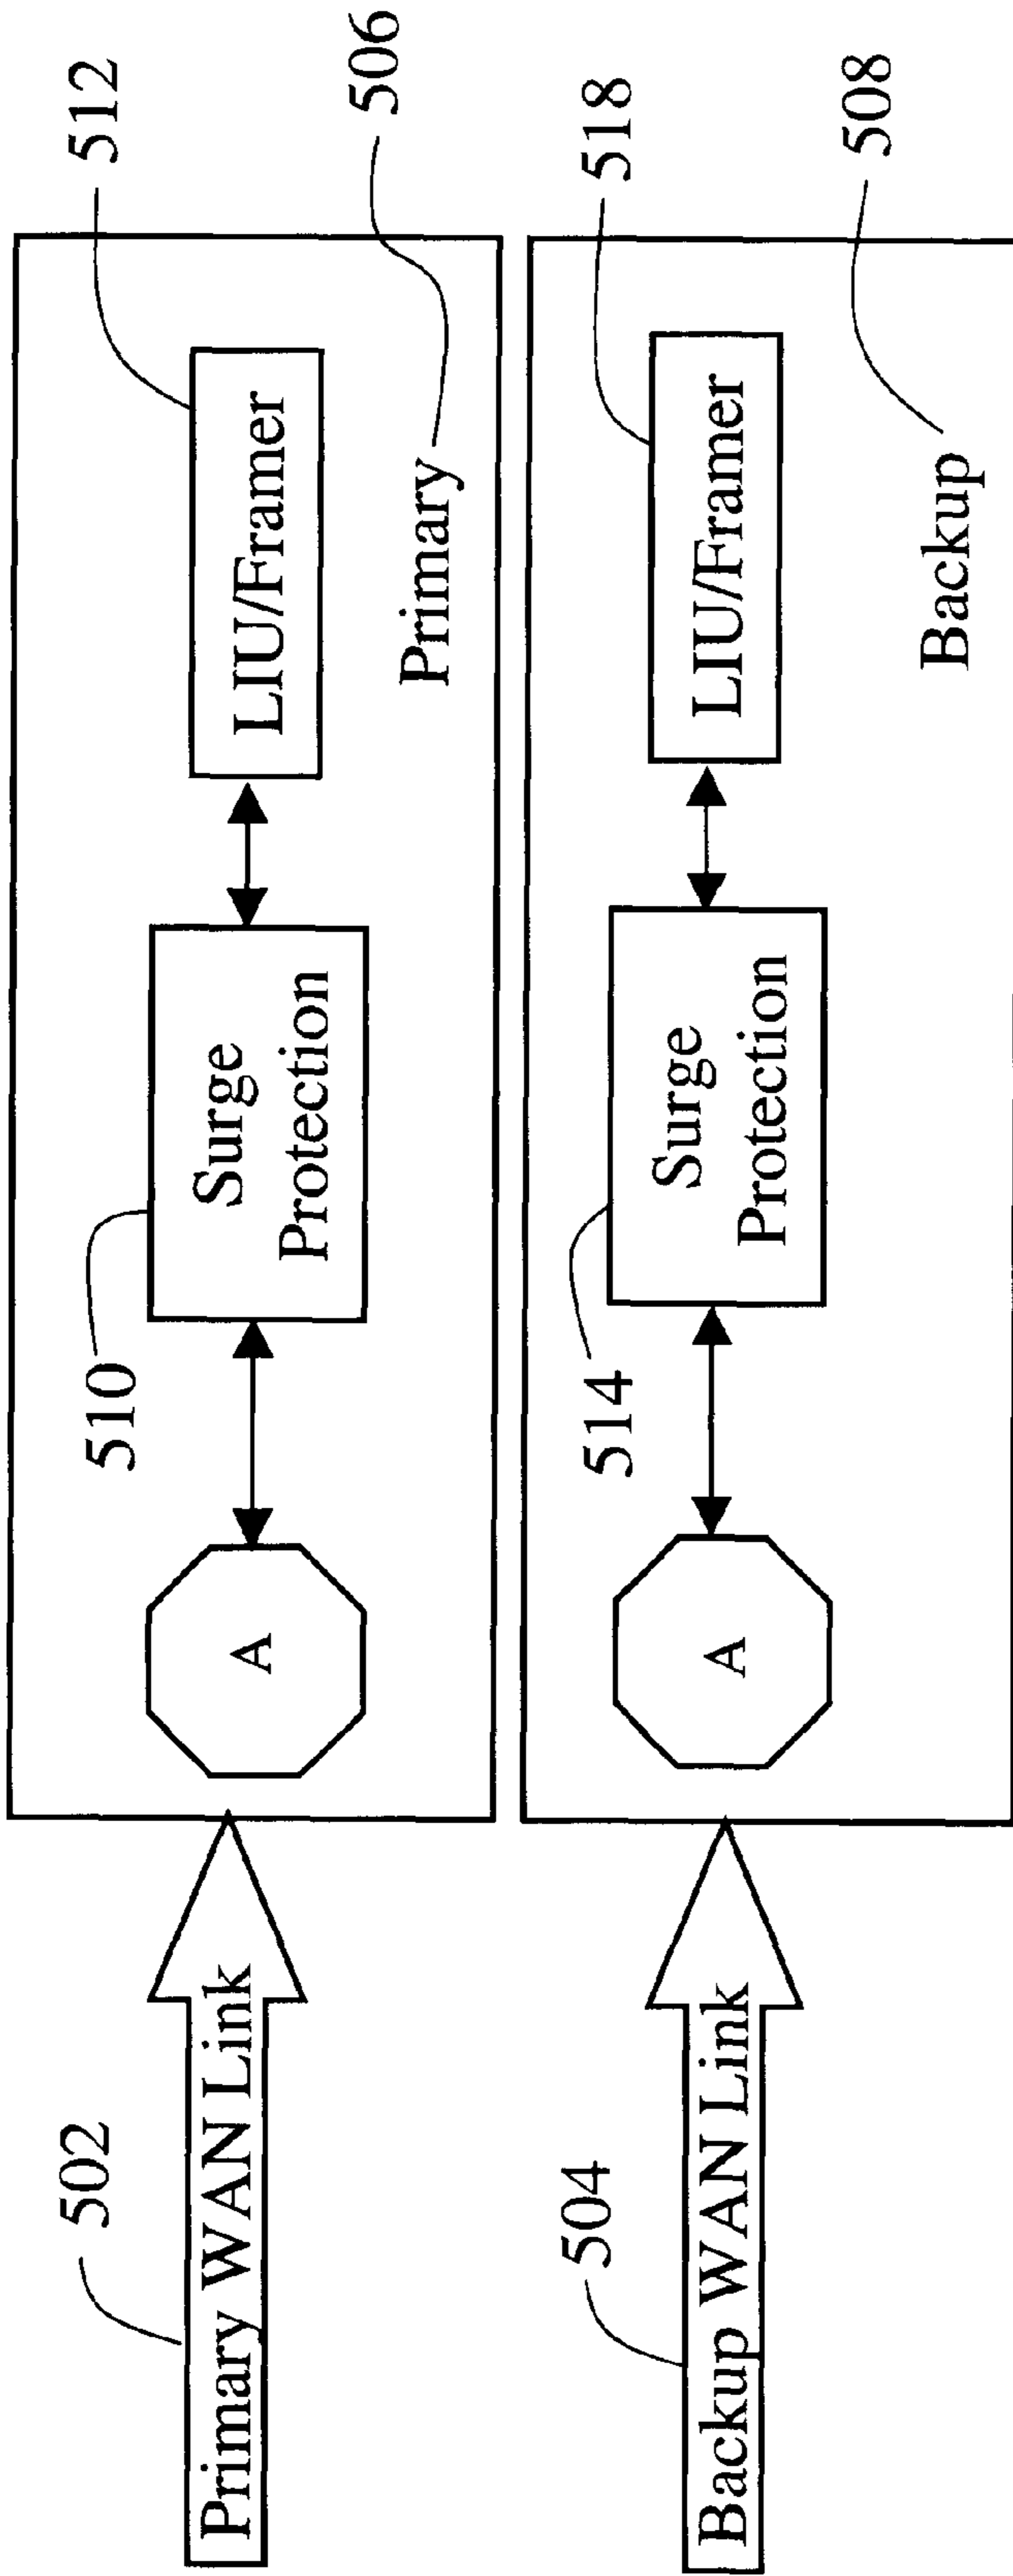 502
Primary WAN Link
A
510
Surge
Protection
512
LIU/Framer
Primary
506
504
Backup WAN Link
A
514
Surge
Protection
518
LIU/Framer
Backup
508